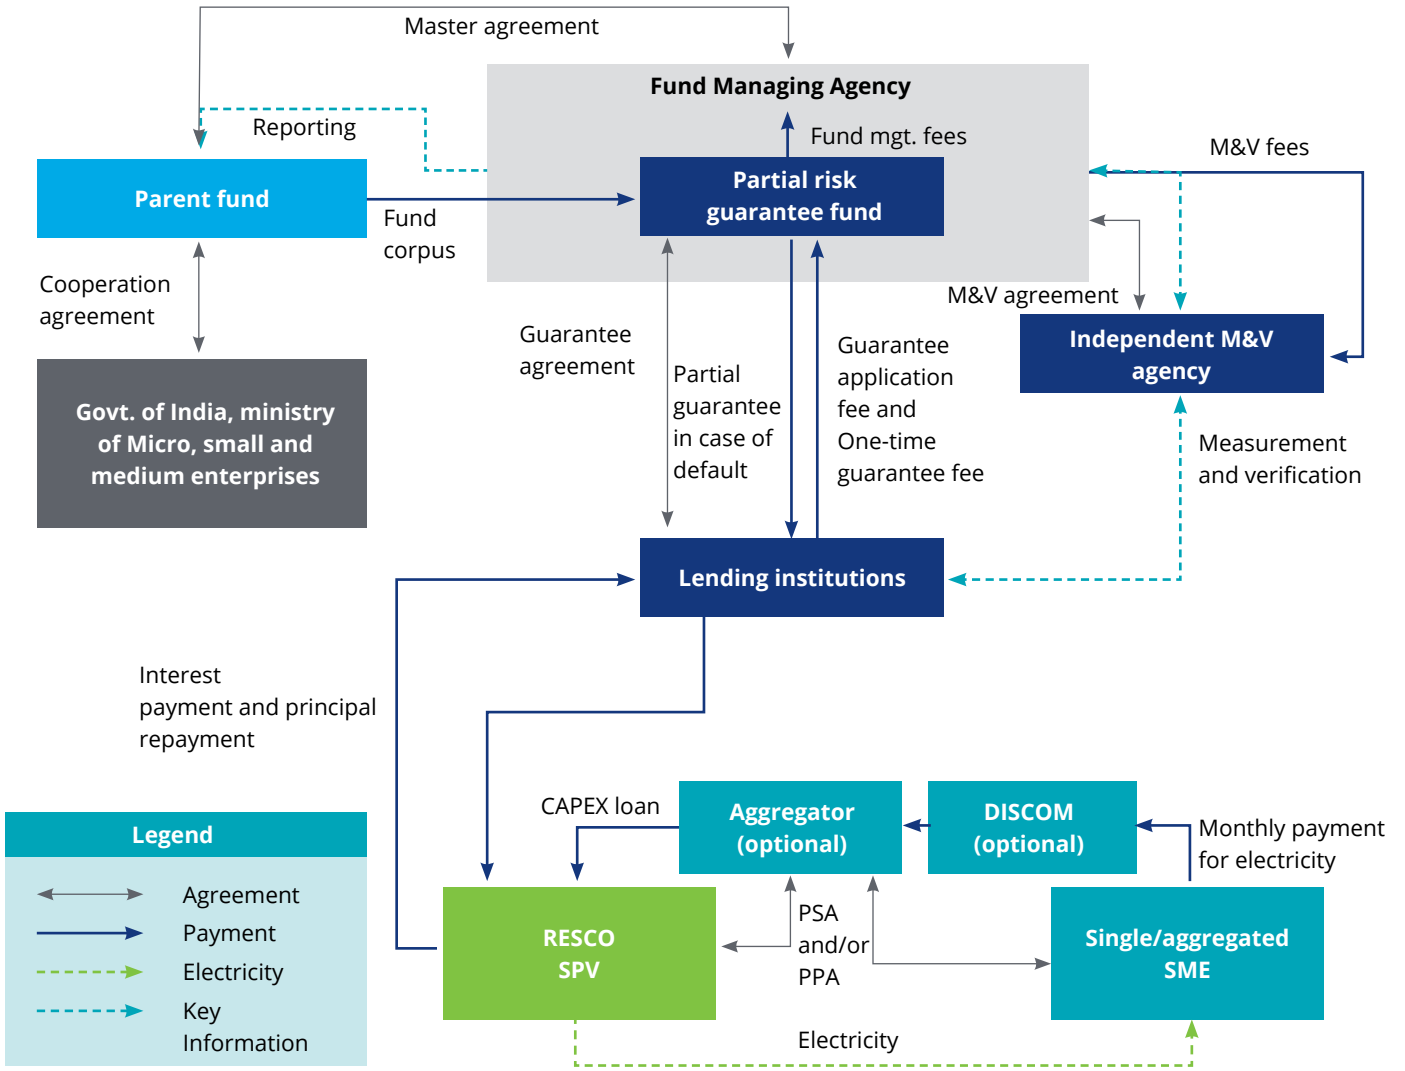 Master agreement
Fund Managing Agency
Reporting
Fund mgt. fees
M&V fees
Parent fund
Partial risk
guarantee fund
Fund
corpus
Cooperation
agreement
M&V agreement
Guarantee
agreement
Partial
guarantee
in case of
default
Guarantee
application
fee and
One-time
guarantee fee
Independent M&V
agency
Govt. of India, ministry
of Micro, small and
medium enterprises
Measurement
and verification
Lending institutions
Interest
payment and principal
repayment
CAPEX loan
Aggregator
(optional)
DISCOM
(optional)
Monthly payment
for electricity
Legend
Agreement
Payment
Electricity
Key
Information
RESCO
SPV
PSA
and/or
PPA
Single/aggregated
SME
Electricity